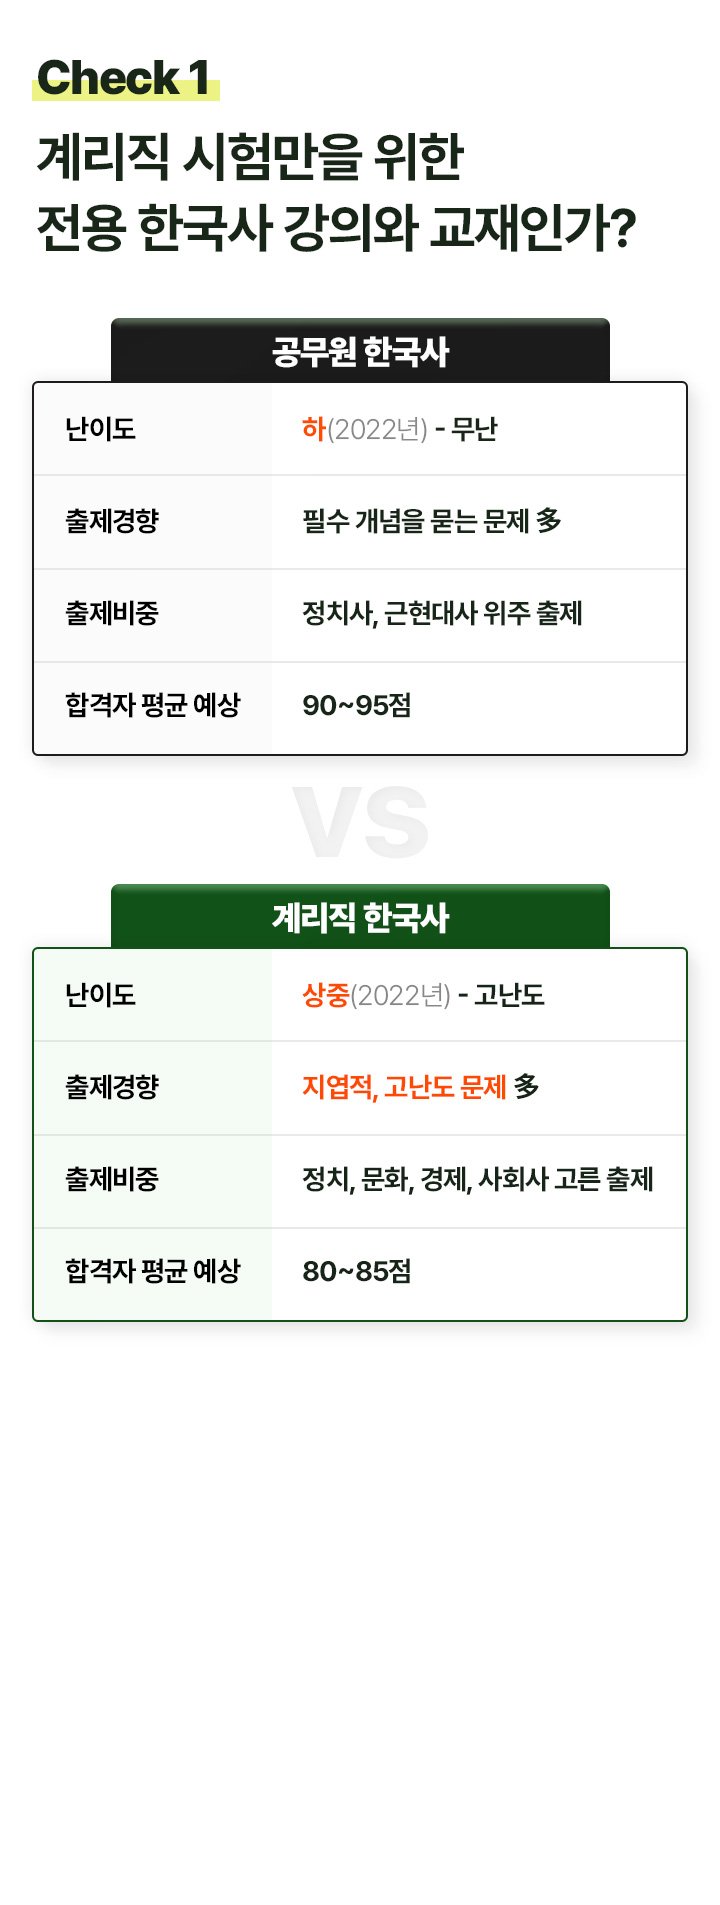 Check 1
계리직 시험만을 위한
전용 한국사 강의와 교재인가?
공무원 한국사
난이도 하(2022년) - 무난
출제경향 필수 개념을 묻는 문제 多
출제비중 정치사, 근현대사 위주 출제
합격자 평균 예상 90~95점
VS
계리직 한국사
난이도 상중(2022년) - 고난도
출제경향 지엽적, 고난도 문제 多
출제비중 정치, 문화, 경제, 사회사 고른 출제
합격자 평균 예상 80~85점